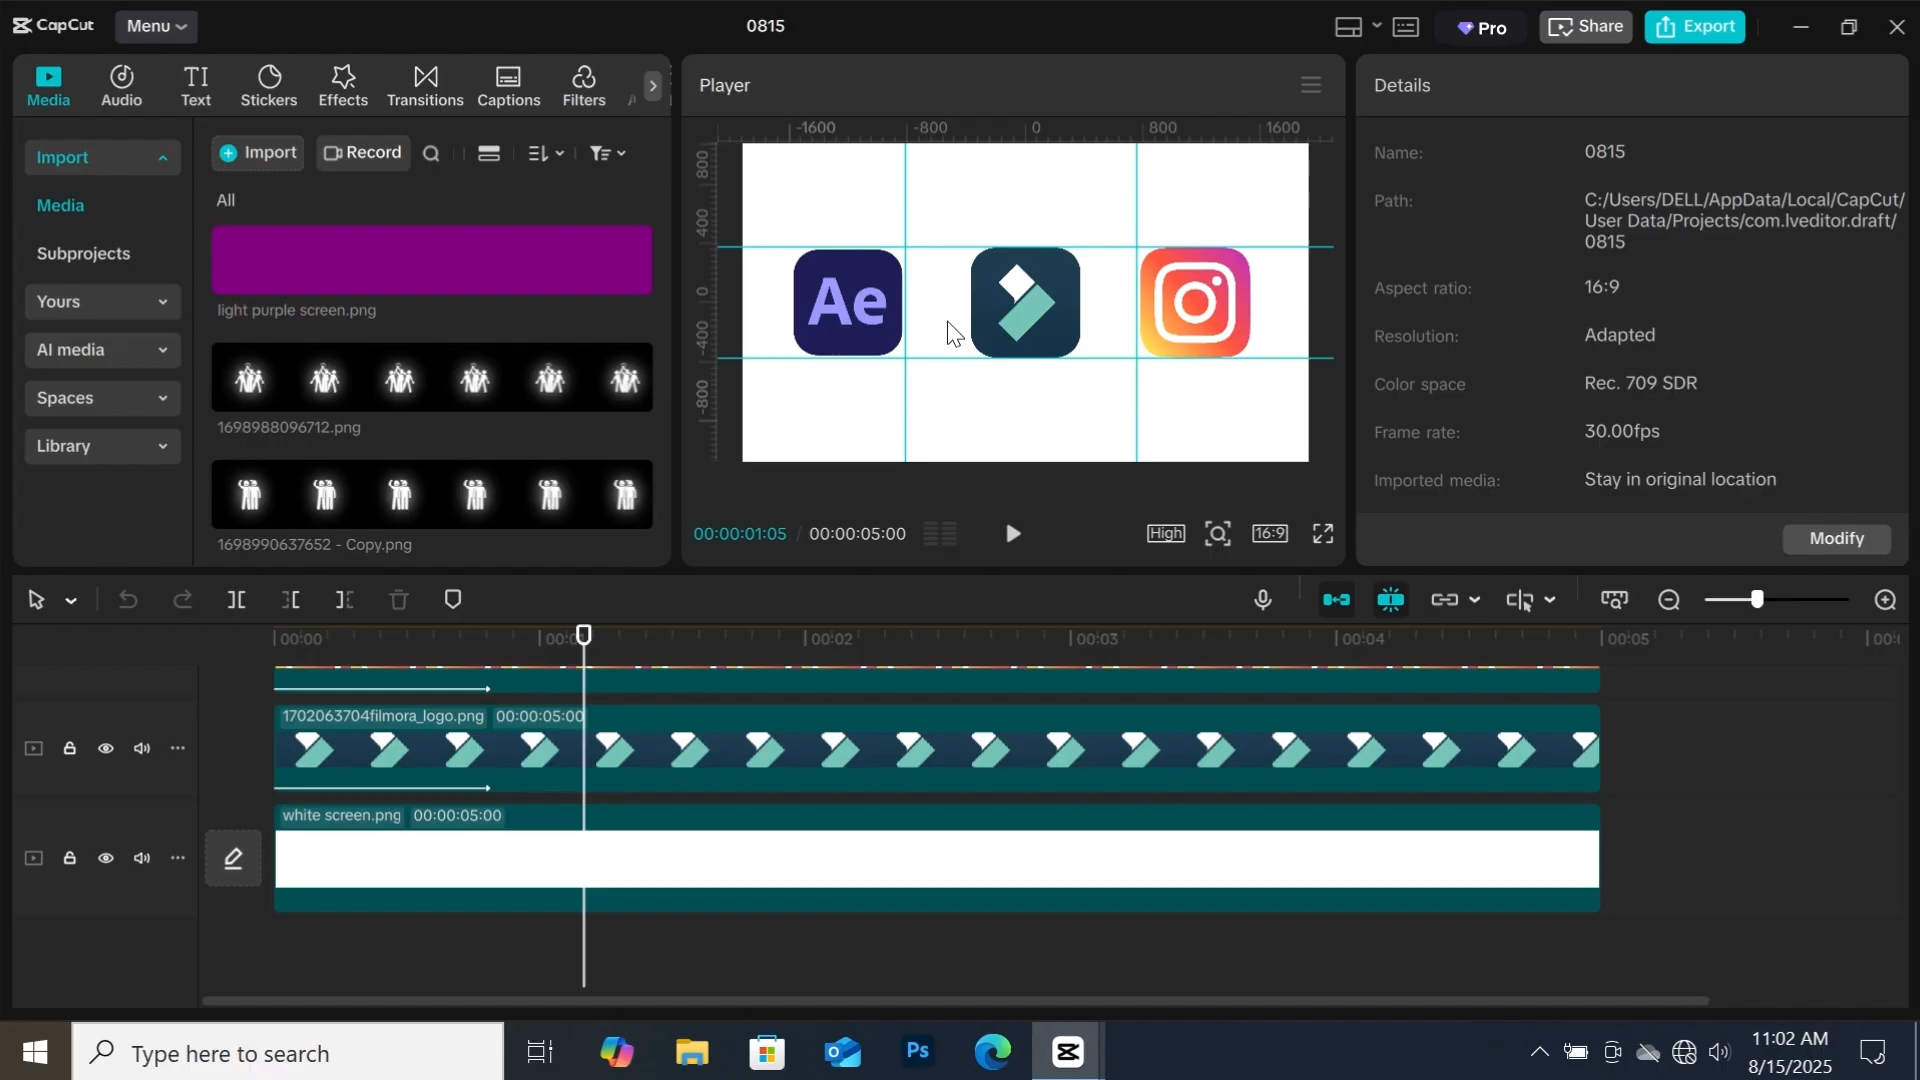 CapCut
Menu
0815
Pro
Share
Export
Media
Audio
TI
Text
Stickers
Effects
Transitions
Captions
Filters
Import
Media
Subprojects
Yours
AI media
Spaces
Library
Import
Record
All
light purple screen.png
1698988096712.png
1698990637652 - Copy.png
Player
-1600
-800
0
800
1600
800
400
0
-400
-800
Ae
00:00:01:05 / 00:00:05:00
High
16:9
Details
Name: 0815
Path: C:/Users/DELL/AppData/Local/CapCut/
User Data/Projects/com.lveditor.draft/
0815
Aspect ratio: 16:9
Resolution: Adapted
Color space Rec. 709 SDR
Frame rate: 30.00fps
Imported media: Stay in original location
Modify
00:00
00:02
00:03
00:04
00:05
1702063704filmora_logo.png 00:00:05:00
white screen.png 00:00:05:00
Type here to search
Ps
11:02 AM
8/15/2025